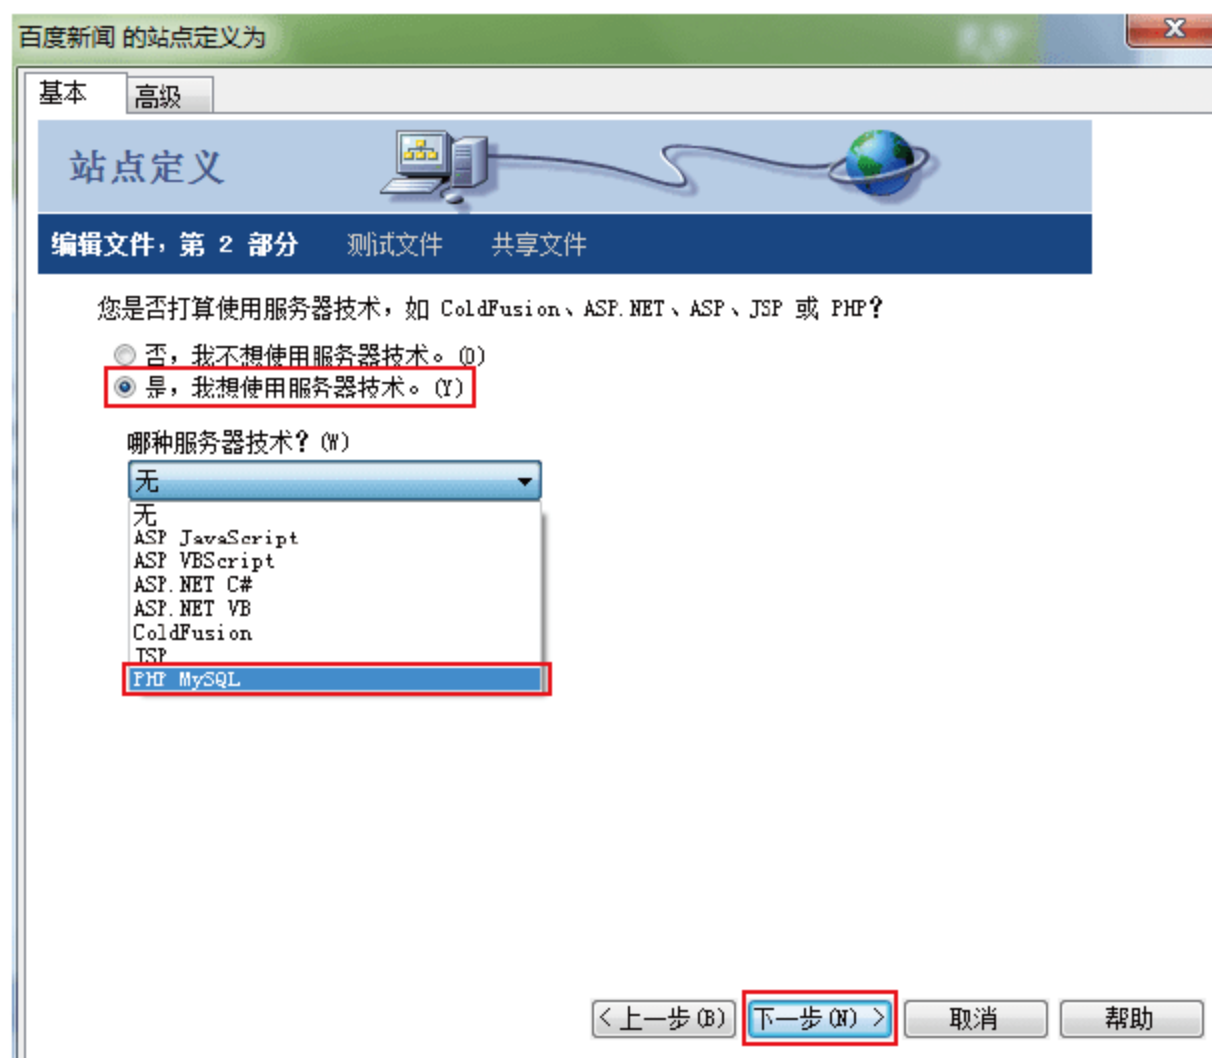 百度新闻 的站点定义为
基本 高级
站点定义
编辑文件，第 2 部分 测试文件 共享文件
您是否打算使用服务器技术，如 ColdFusion、ASP.NET、ASP、JSP 或 PHP？
否，我不想使用服务器技术。(O)
是，我想使用服务器技术。(Y)
哪种服务器技术？(W)
无
无
ASP JavaScript
ASP VBScript
ASP.NET C#
ASP.NET VB
ColdFusion
JSP
PHP MySQL
< 上一步(B) 下一步(N) > 取消 帮助